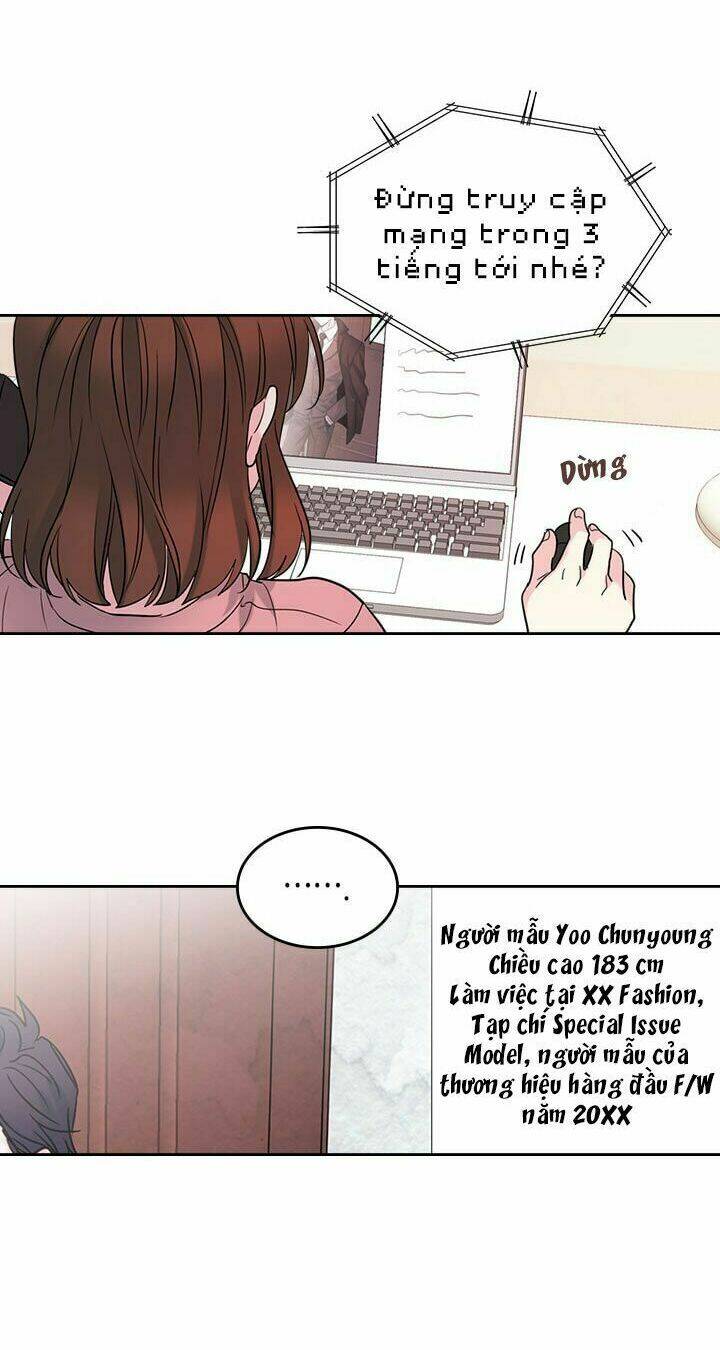 Đừng truy cập
mạng trong 3
tiếng tới nhé?
Dừng
.......
Người mẫu Yoo Chunyoung
Chiều cao 183 cm
Làm việc tại XX Fashion,
Tạp chí Special Issue
Model, người mẫu của
thương hiệu hàng đầu F/W
năm 20XX